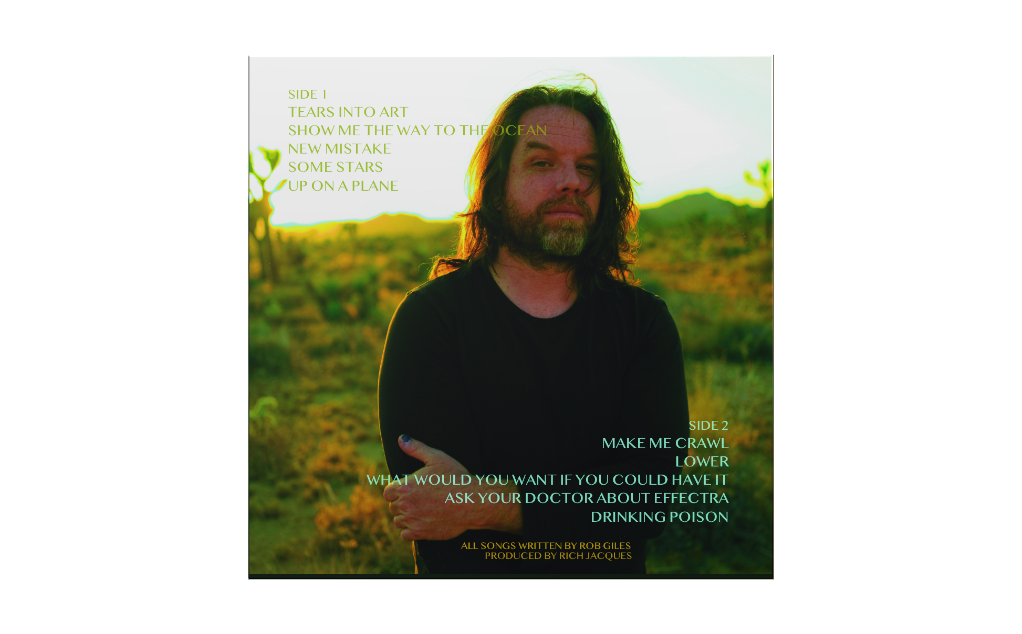 SIDE 1
TEARS INTO ART
SHOW ME THE WAY TO THE OCEAN
NEW MISTAKE
SOME STARS
UP ON A PLANE
SIDE 2
MAKE ME CRAWL
LOWER
WHAT WOULD YOU WANT IF YOU COULD HAVE IT
ASK YOUR DOCTOR ABOUT EFFECTRA
DRINKING POISON
ALL SONGS WRITTEN BY ROB GILES
PRODUCED BY RICH JACQUES